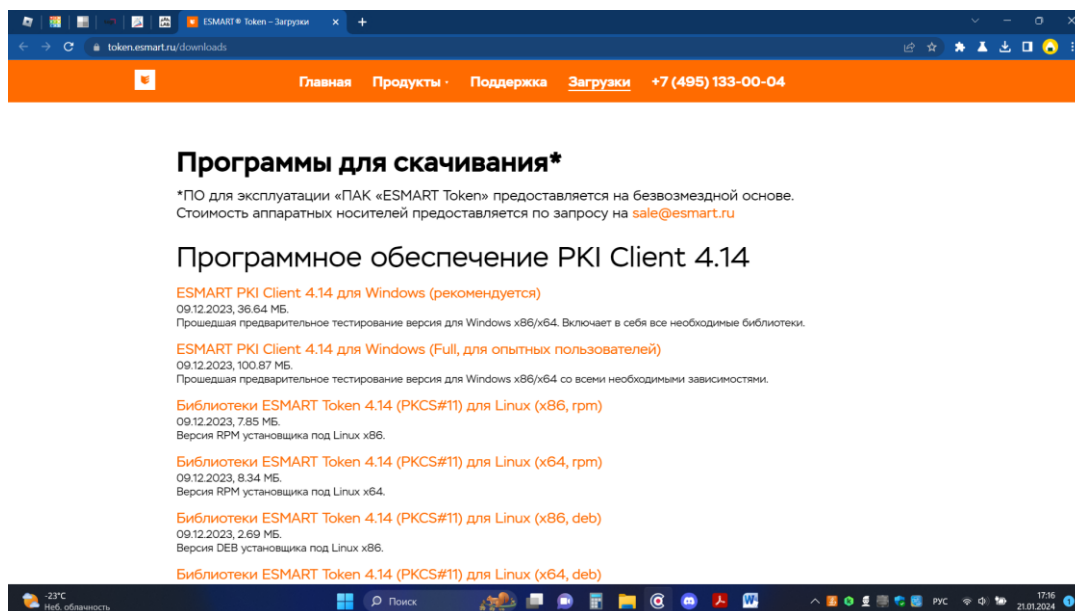 ESMART® Token – Загрузки
token.esmart.ru/downloads
Главная Продукты · Поддержка Загрузки +7 (495) 133-00-04
Программы для скачивания*
*ПО для эксплуатации «ПАК «ESMART Token» предоставляется на безвозмездной основе.
Стоимость аппаратных носителей предоставляется по запросу на sale@esmart.ru
Программное обеспечение PKI Client 4.14
ESMART PKI Client 4.14 для Windows (рекомендуется)
09.12.2023, 36.64 МБ.
Прошедшая предварительное тестирование версия для Windows x86/x64. Включает в себя все необходимые библиотеки.
ESMART PKI Client 4.14 для Windows (Full, для опытных пользователей)
09.12.2023, 100.87 МБ.
Прошедшая предварительное тестирование версия для Windows x86/x64 со всеми необходимыми зависимостями.
Библиотеки ESMART Token 4.14 (PKCS#11) для Linux (x86, rpm)
09.12.2023, 7.85 МБ.
Версия RPM установщика под Linux x86.
Библиотеки ESMART Token 4.14 (PKCS#11) для Linux (x64, rpm)
09.12.2023, 8.34 МБ.
Версия RPM установщика под Linux x64.
Библиотеки ESMART Token 4.14 (PKCS#11) для Linux (x86, deb)
09.12.2023, 2.69 МБ.
Версия DEB установщика под Linux x86.
Библиотеки ESMART Token 4.14 (PKCS#11) для Linux (x64, deb)
-23°C
Неб. облачность
Поиск
РУС
17:16
21.01.2024